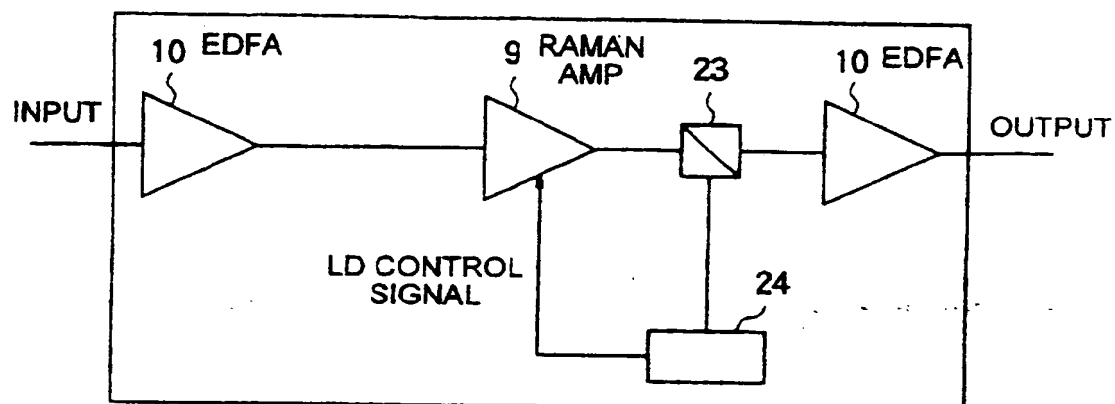 10 EDFA
9 RAMAN
AMP
23
10 EDFA
INPUT
OUTPUT
LD CONTROL
SIGNAL
24